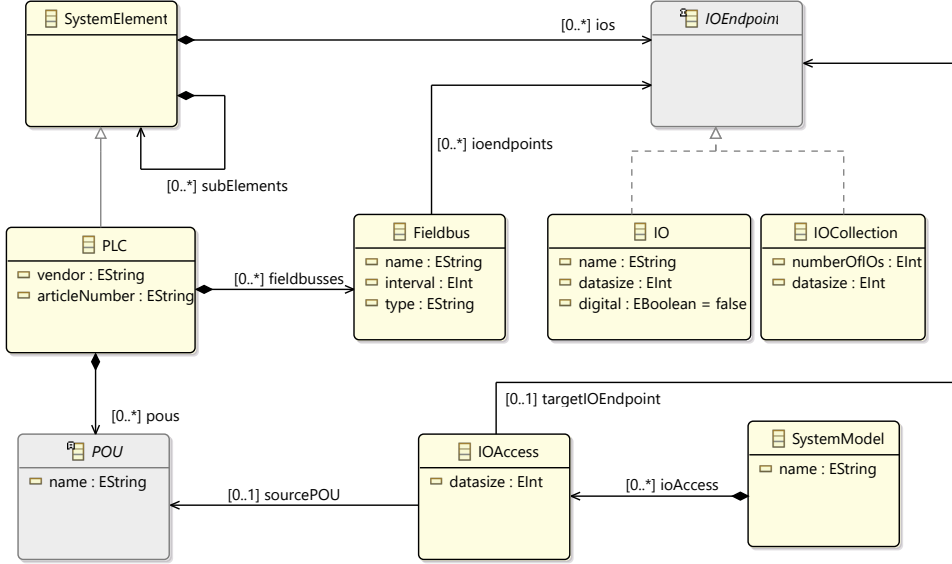 SystemElement
[0..*] ios
IOEndpoint
[0..*] ioendpoints
[0..*] subElements
PLC
vendor : EString
articleNumber : EString
[0..*] fieldbusses
Fieldbus
name : EString
interval : EInt
type : EString
IO
name : EString
datasize : EInt
digital : EBoolean = false
IOCollection
numberOfIOs : EInt
datasize : EInt
[0..*] pous
[0..1] targetIOEndpoint
POU
name : EString
[0..1] sourcePOU
IOAccess
datasize : EInt
[0..*] ioAccess
SystemModel
name : EString